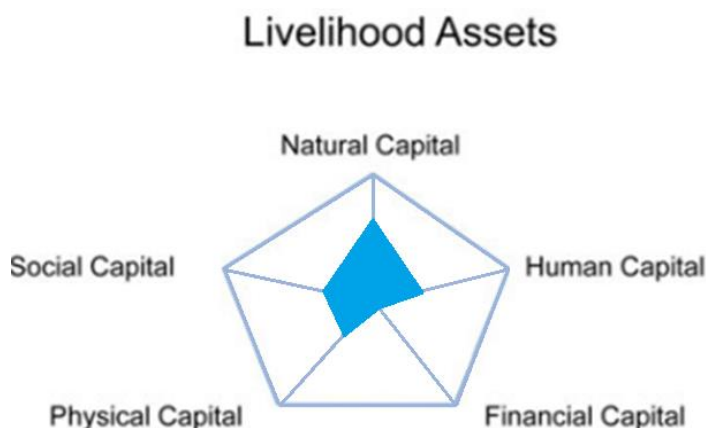 Livelihood Assets
Natural Capital
Social Capital
Human Capital
Physical Capital
Financial Capital